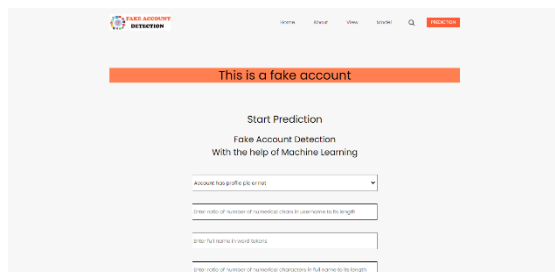 FAKE ACCOUNT
DETECTION
Home About View Model PREDICTION
This is a fake account
Start Prediction
Fake Account Detection
With the help of Machine Learning
Account has profile pic or not
Enter ratio of number of numerical chars in username to its length
Enter full name in word tokens
Enter ratio of number of numerical characters in full name to its length